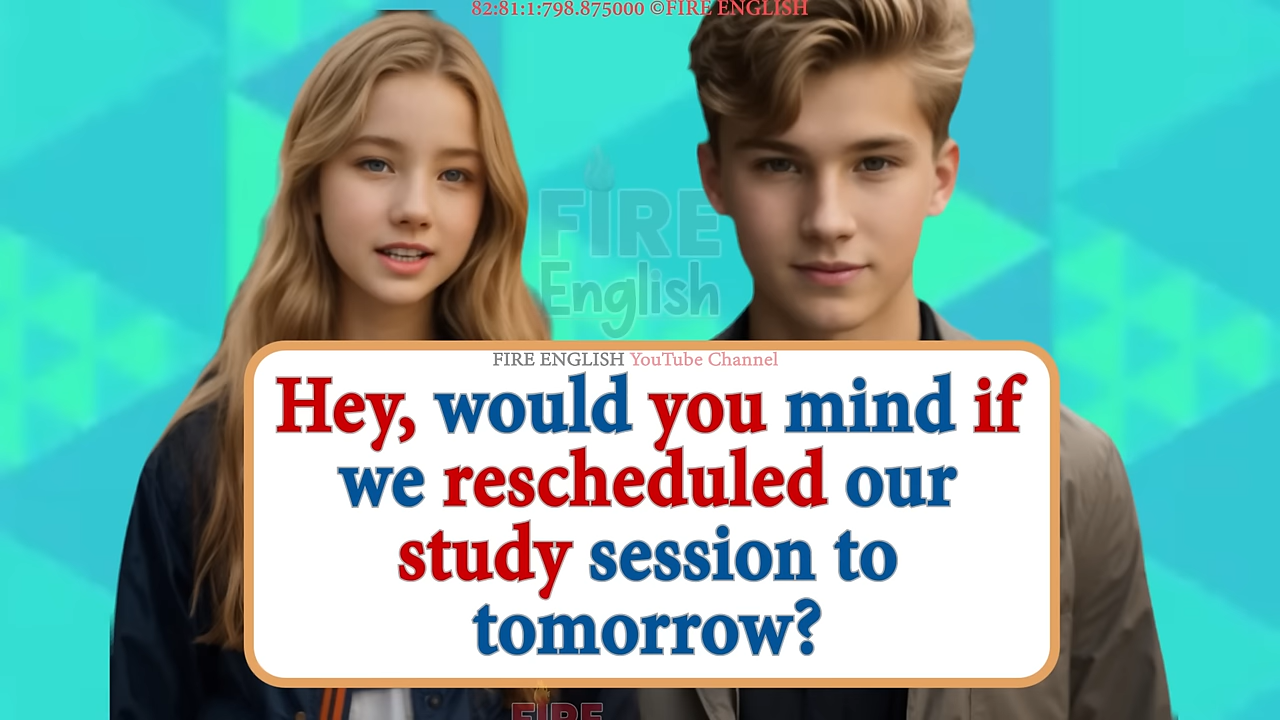 82:81:1:798.875000 ©FIRE ENGLISH
FIRE
English
FIRE ENGLISH YouTube Channel
Hey, would you mind if
we rescheduled our
study session to
tomorrow?
FIRE